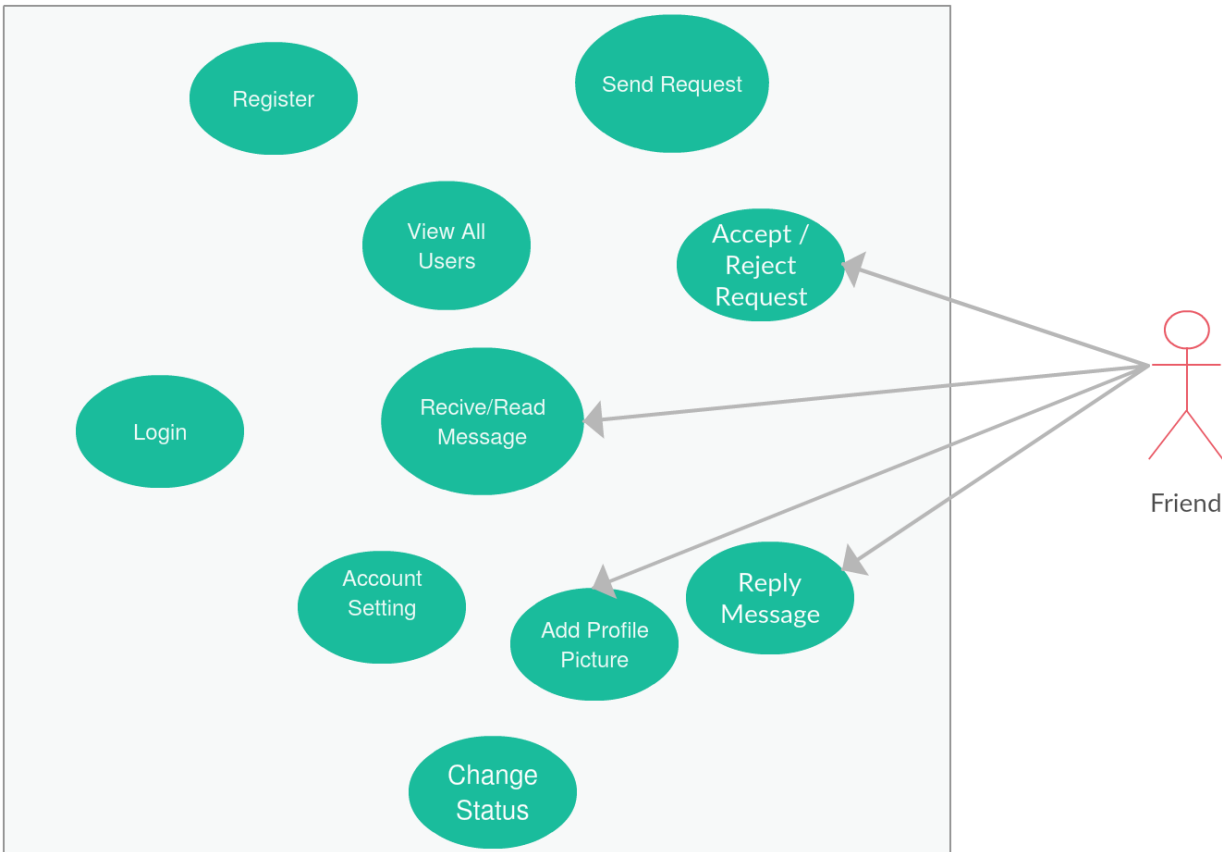 Register
Send Request
View All
Users
Accept /
Reject
Request
Recive/Read
Message
Login
Friend
Account
Setting
Add Profile
Picture
Reply
Message
Change
Status